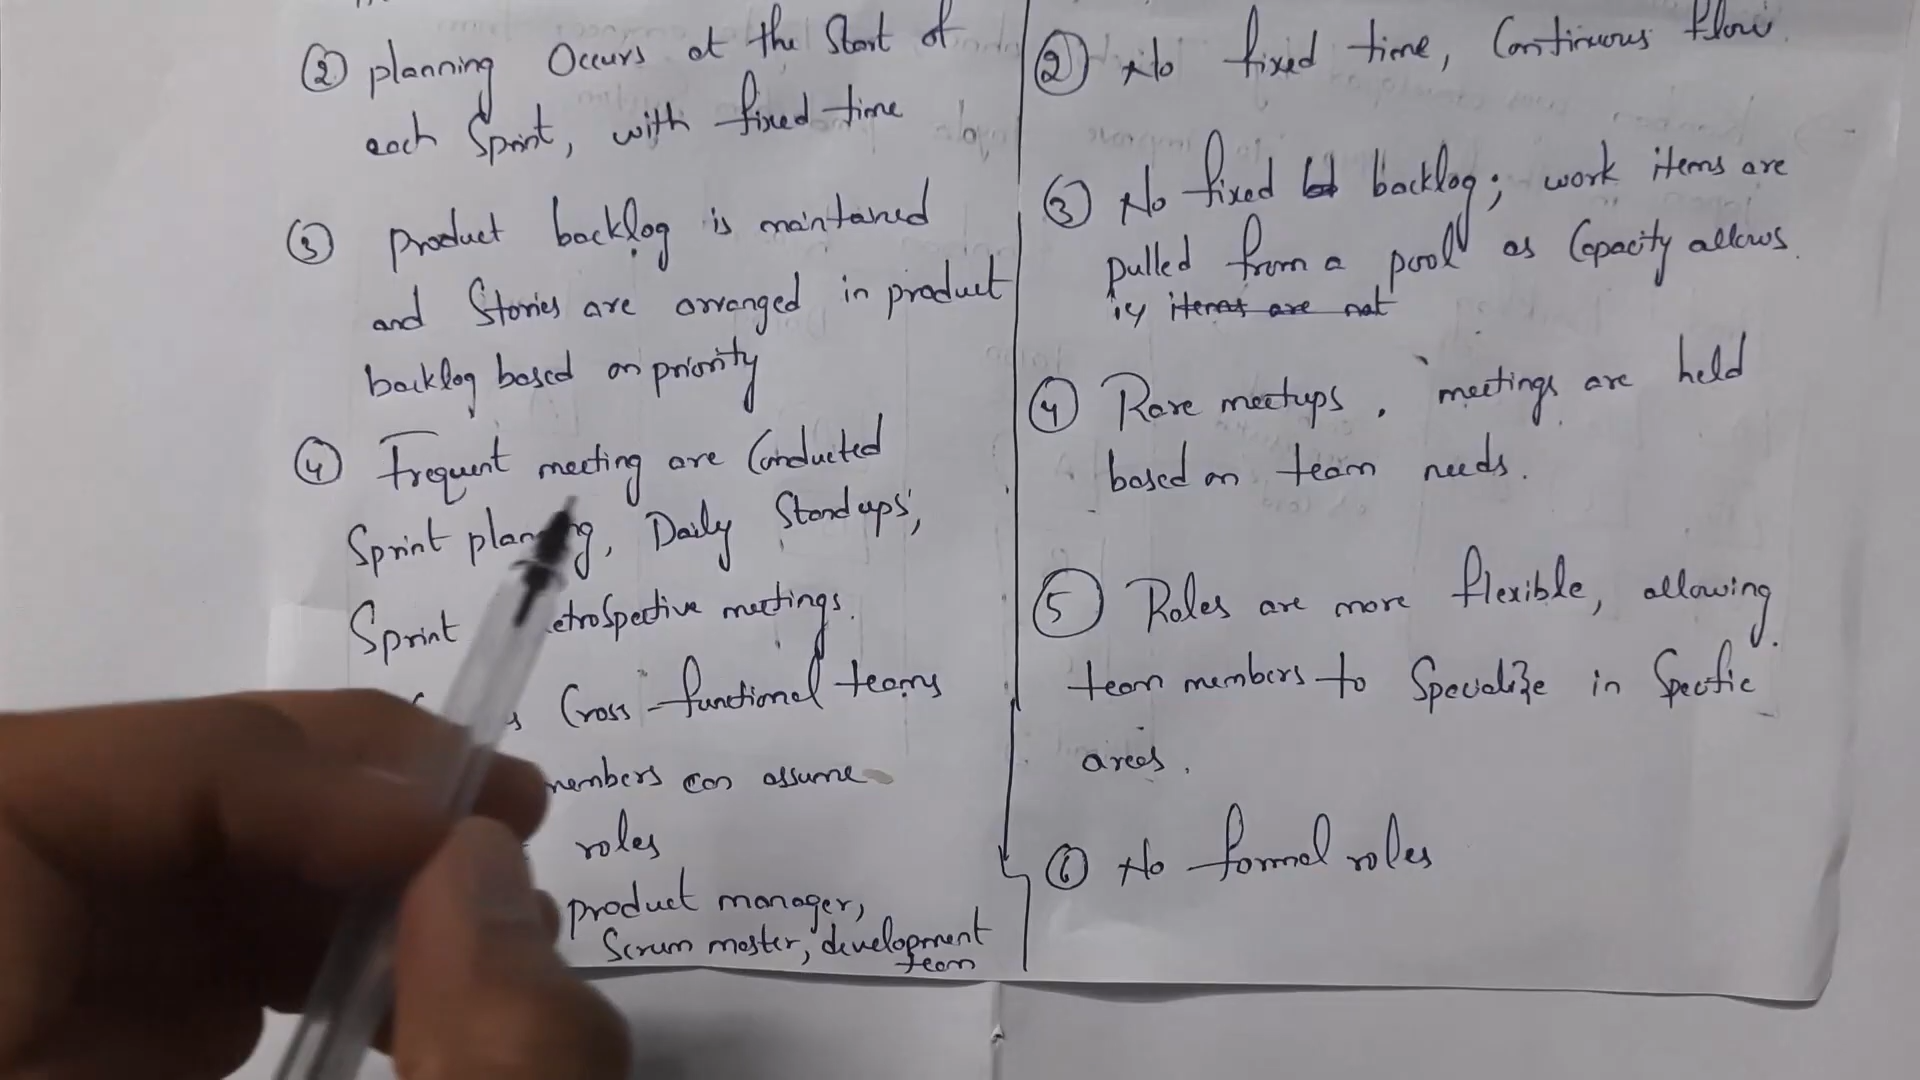 ② planning Occurs at the Start of
each Sprint, with fixed time
③ product backlog is maintained
and Stories are arranged in product
backlog based on priority
④ Frequent meeting are Conducted
Sprint planning, Daily Standups,
Sprint etrospective meetings.
Cross-functional teams
members can assume
roles
product manager,
Scrum master, development
team
② No fixed time, Continuous flow.
③ No fixed backlog; work items are
pulled from a pool as Capacity allows.
items are not
④ Rare meetups, meetings are held
based on team needs.
⑤ Roles are more flexible, allowing
team members to Specialize in Specific
areas.
⑥ No formal roles